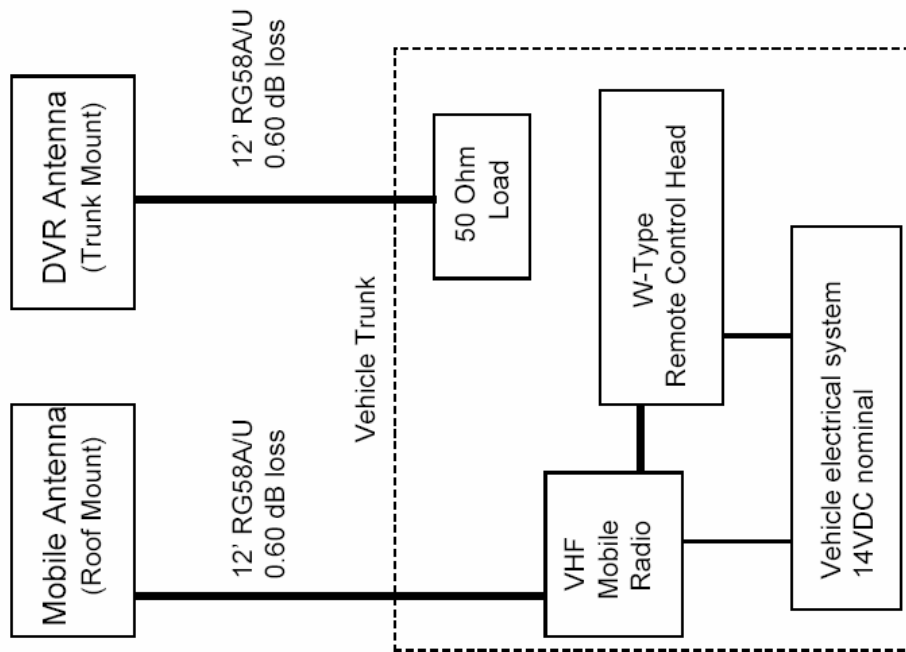 Mobile Antenna
(Roof Mount)
DVR Antenna
(Trunk Mount)
12’ RG58A/U
0.60 dB loss
12’ RG58A/U
0.60 dB loss
Vehicle Trunk
50 Ohm
Load
VHF
Mobile
Radio
W-Type
Remote Control Head
Vehicle electrical system
14VDC nominal